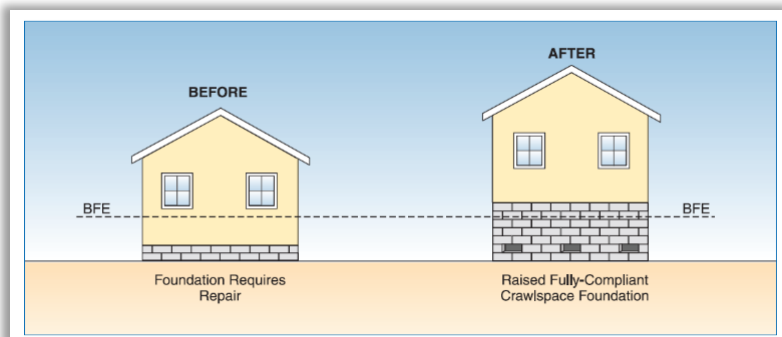 BEFORE
AFTER
BFE
BFE
Foundation Requires
Repair
Raised Fully-Compliant
Crawlspace Foundation